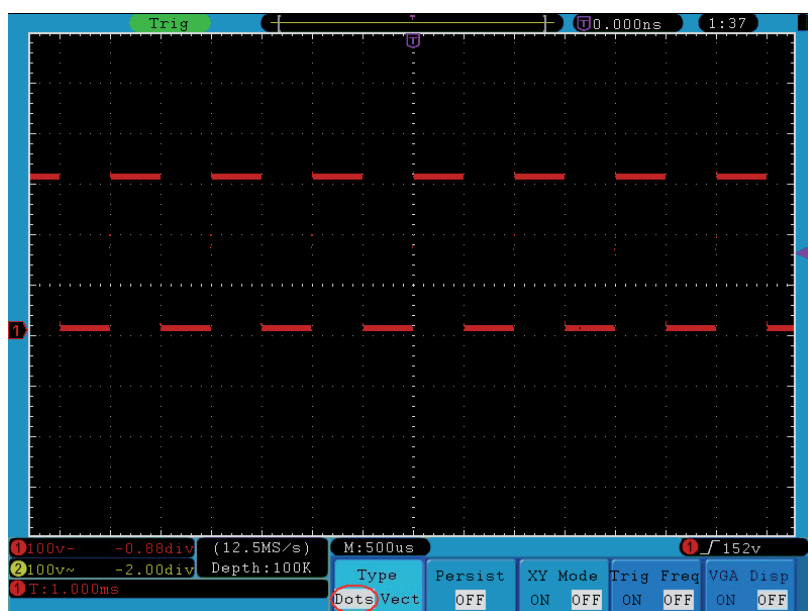 Trig T 0.000ns 1:37
T
T
1
1 100v- -0.88div (12.5MS/s) M:500us 1 152v
2 100v~ -2.00div Depth:100K
1 T:1.000ms
Type Persist XY Mode Trig Freq VGA Disp
Dots Vect OFF ON OFF ON OFF ON OFF